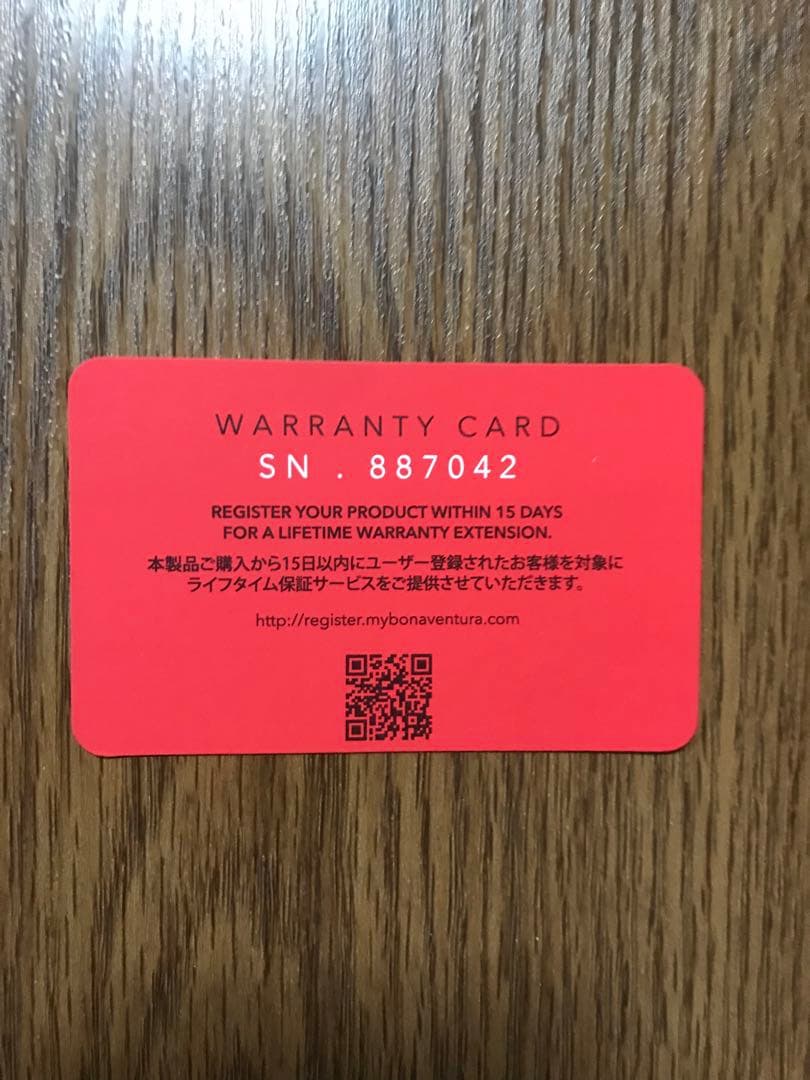 WARRANTY CARD
SN . 887042
REGISTER YOUR PRODUCT WITHIN 15 DAYS
FOR A LIFETIME WARRANTY EXTENSION.
本製品ご購入から15日以内にユーザー登録されたお客様を対象に
ライフタイム保証サービスをご提供させていただきます。
http://register.mybonaventura.com